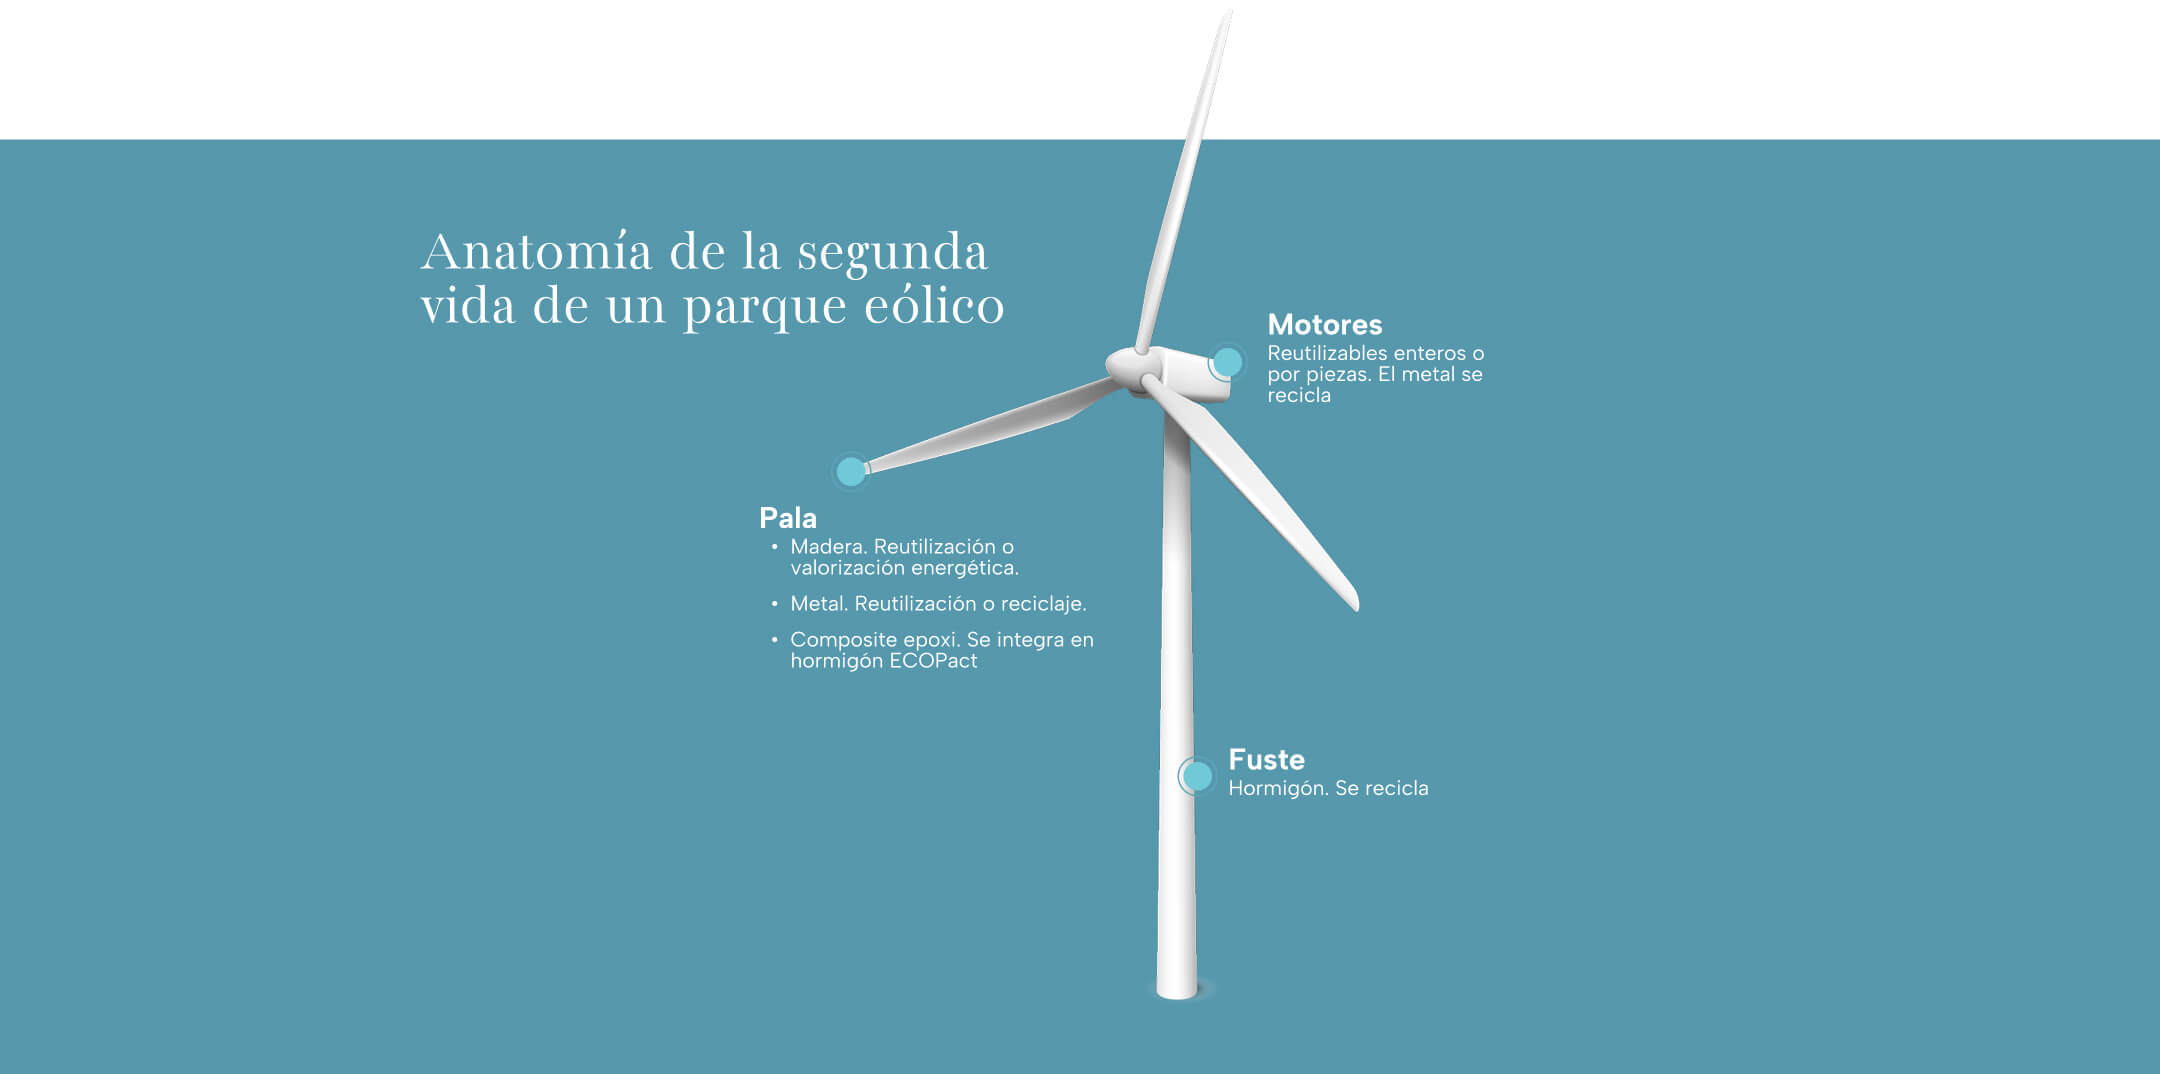 Anatomía de la segunda
vida de un parque eólico
Motores
Reutilizables enteros o
por piezas. El metal se
recicla
Pala
• Madera. Reutilización o
valorización energética.
• Metal. Reutilización o reciclaje.
• Composite epoxi. Se integra en
hormigón ECOPact
Fuste
Hormigón. Se recicla